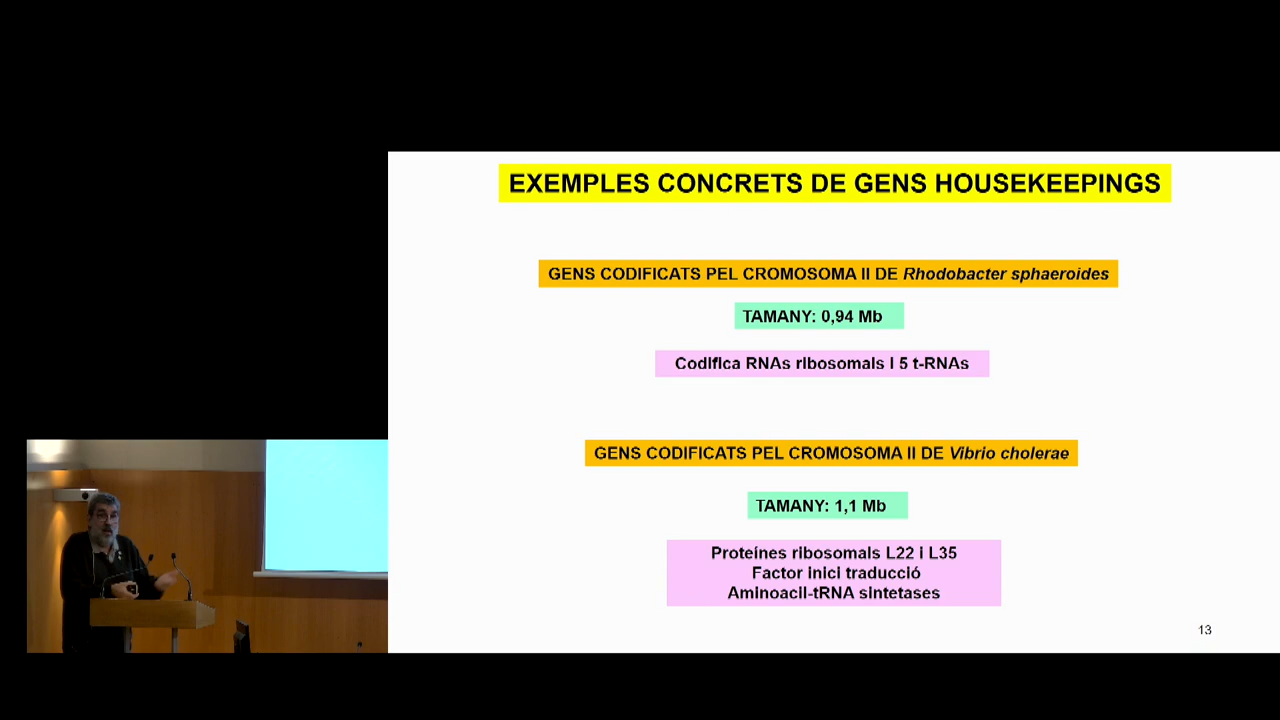 EXEMPLES CONCRETS DE GENS HOUSEKEEPINGS
GENS CODIFICATS PEL CROMOSOMA II DE Rhodobacter sphaeroides
TAMANY: 0,94 Mb
Codifica RNAs ribosomals i 5 t-RNAs
GENS CODIFICATS PEL CROMOSOMA II DE Vibrio cholerae
TAMANY: 1,1 Mb
Proteínes ribosomals L22 i L35
Factor inici traducció
Aminoacil-tRNA sintetases
13